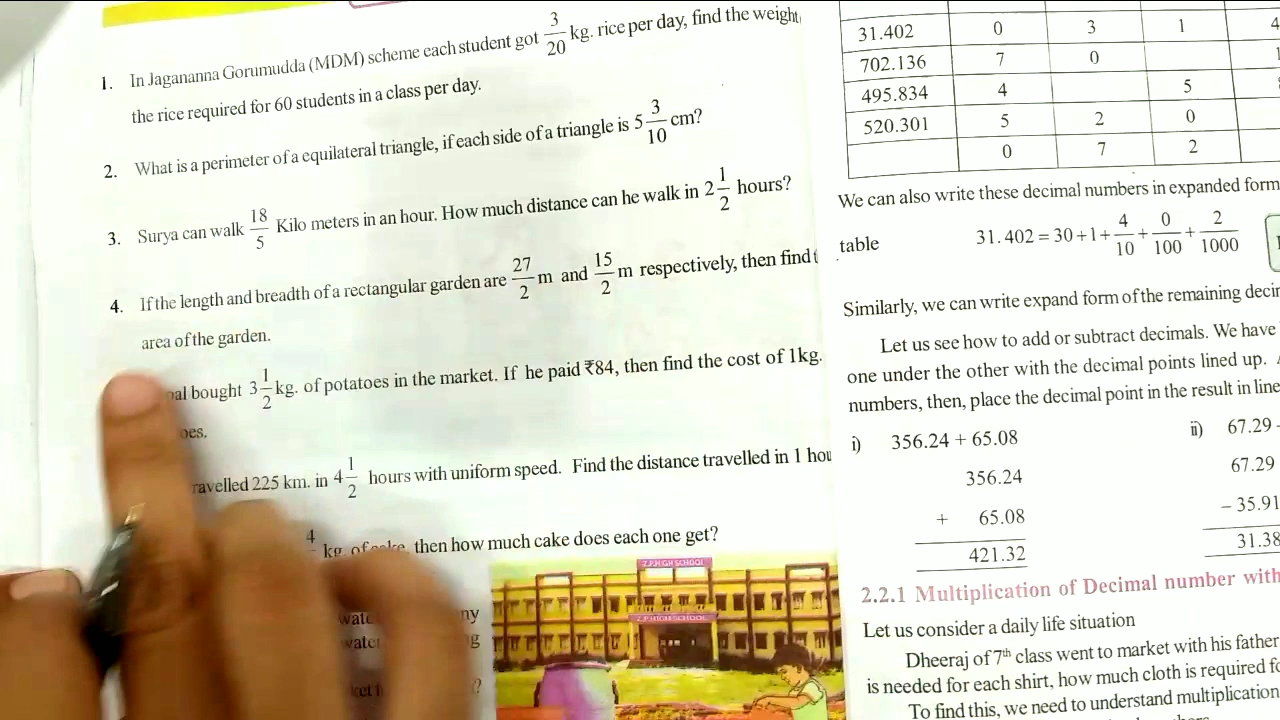 1. In Jagananna Gorumudda (MDM) scheme each student got 3/20 kg. rice per day, find the weight
the rice required for 60 students in a class per day.
2. What is a perimeter of a equilateral triangle, if each side of a triangle is 5 3/10 cm?
3. Surya can walk 18/5 Kilo meters in an hour. How much distance can he walk in 2 1/2 hours?
4. If the length and breadth of a rectangular garden are 27/2 m and 15/2 m respectively, then find
area of the garden.
bought 3 1/2 kg. of potatoes in the market. If he paid ₹84, then find the cost of 1kg.
225 km. in 4 1/2 hours with uniform speed. Find the distance travelled in 1
kg. of cake, then how much cake does each one get?
Z.P.HIGH SCHOOL
Z.P.HIGH SCHOOL
31.402 0 3 1 4
702.136 7 0 1
495.834 4 5
520.301 5 2 0
0 7 2
We can also write these decimal numbers in expanded form
table 31.402 = 30+1+ 4/10 + 0/100 + 2/1000
Similarly, we can write expand form of the remaining
Let us see how to add or subtract decimals. We have
one under the other with the decimal points lined up.
numbers, then, place the decimal point in the result in line
i) 356.24 + 65.08 ii) 67.29 -
356.24 67.29
+ 65.08 - 35.91
421.32 31.38
2.2.1 Multiplication of Decimal number with
Let us consider a daily life situation
Dheeraj of 7th class went to market with his father
is needed for each shirt, how much cloth is required
To find this, we need to understand multiplication